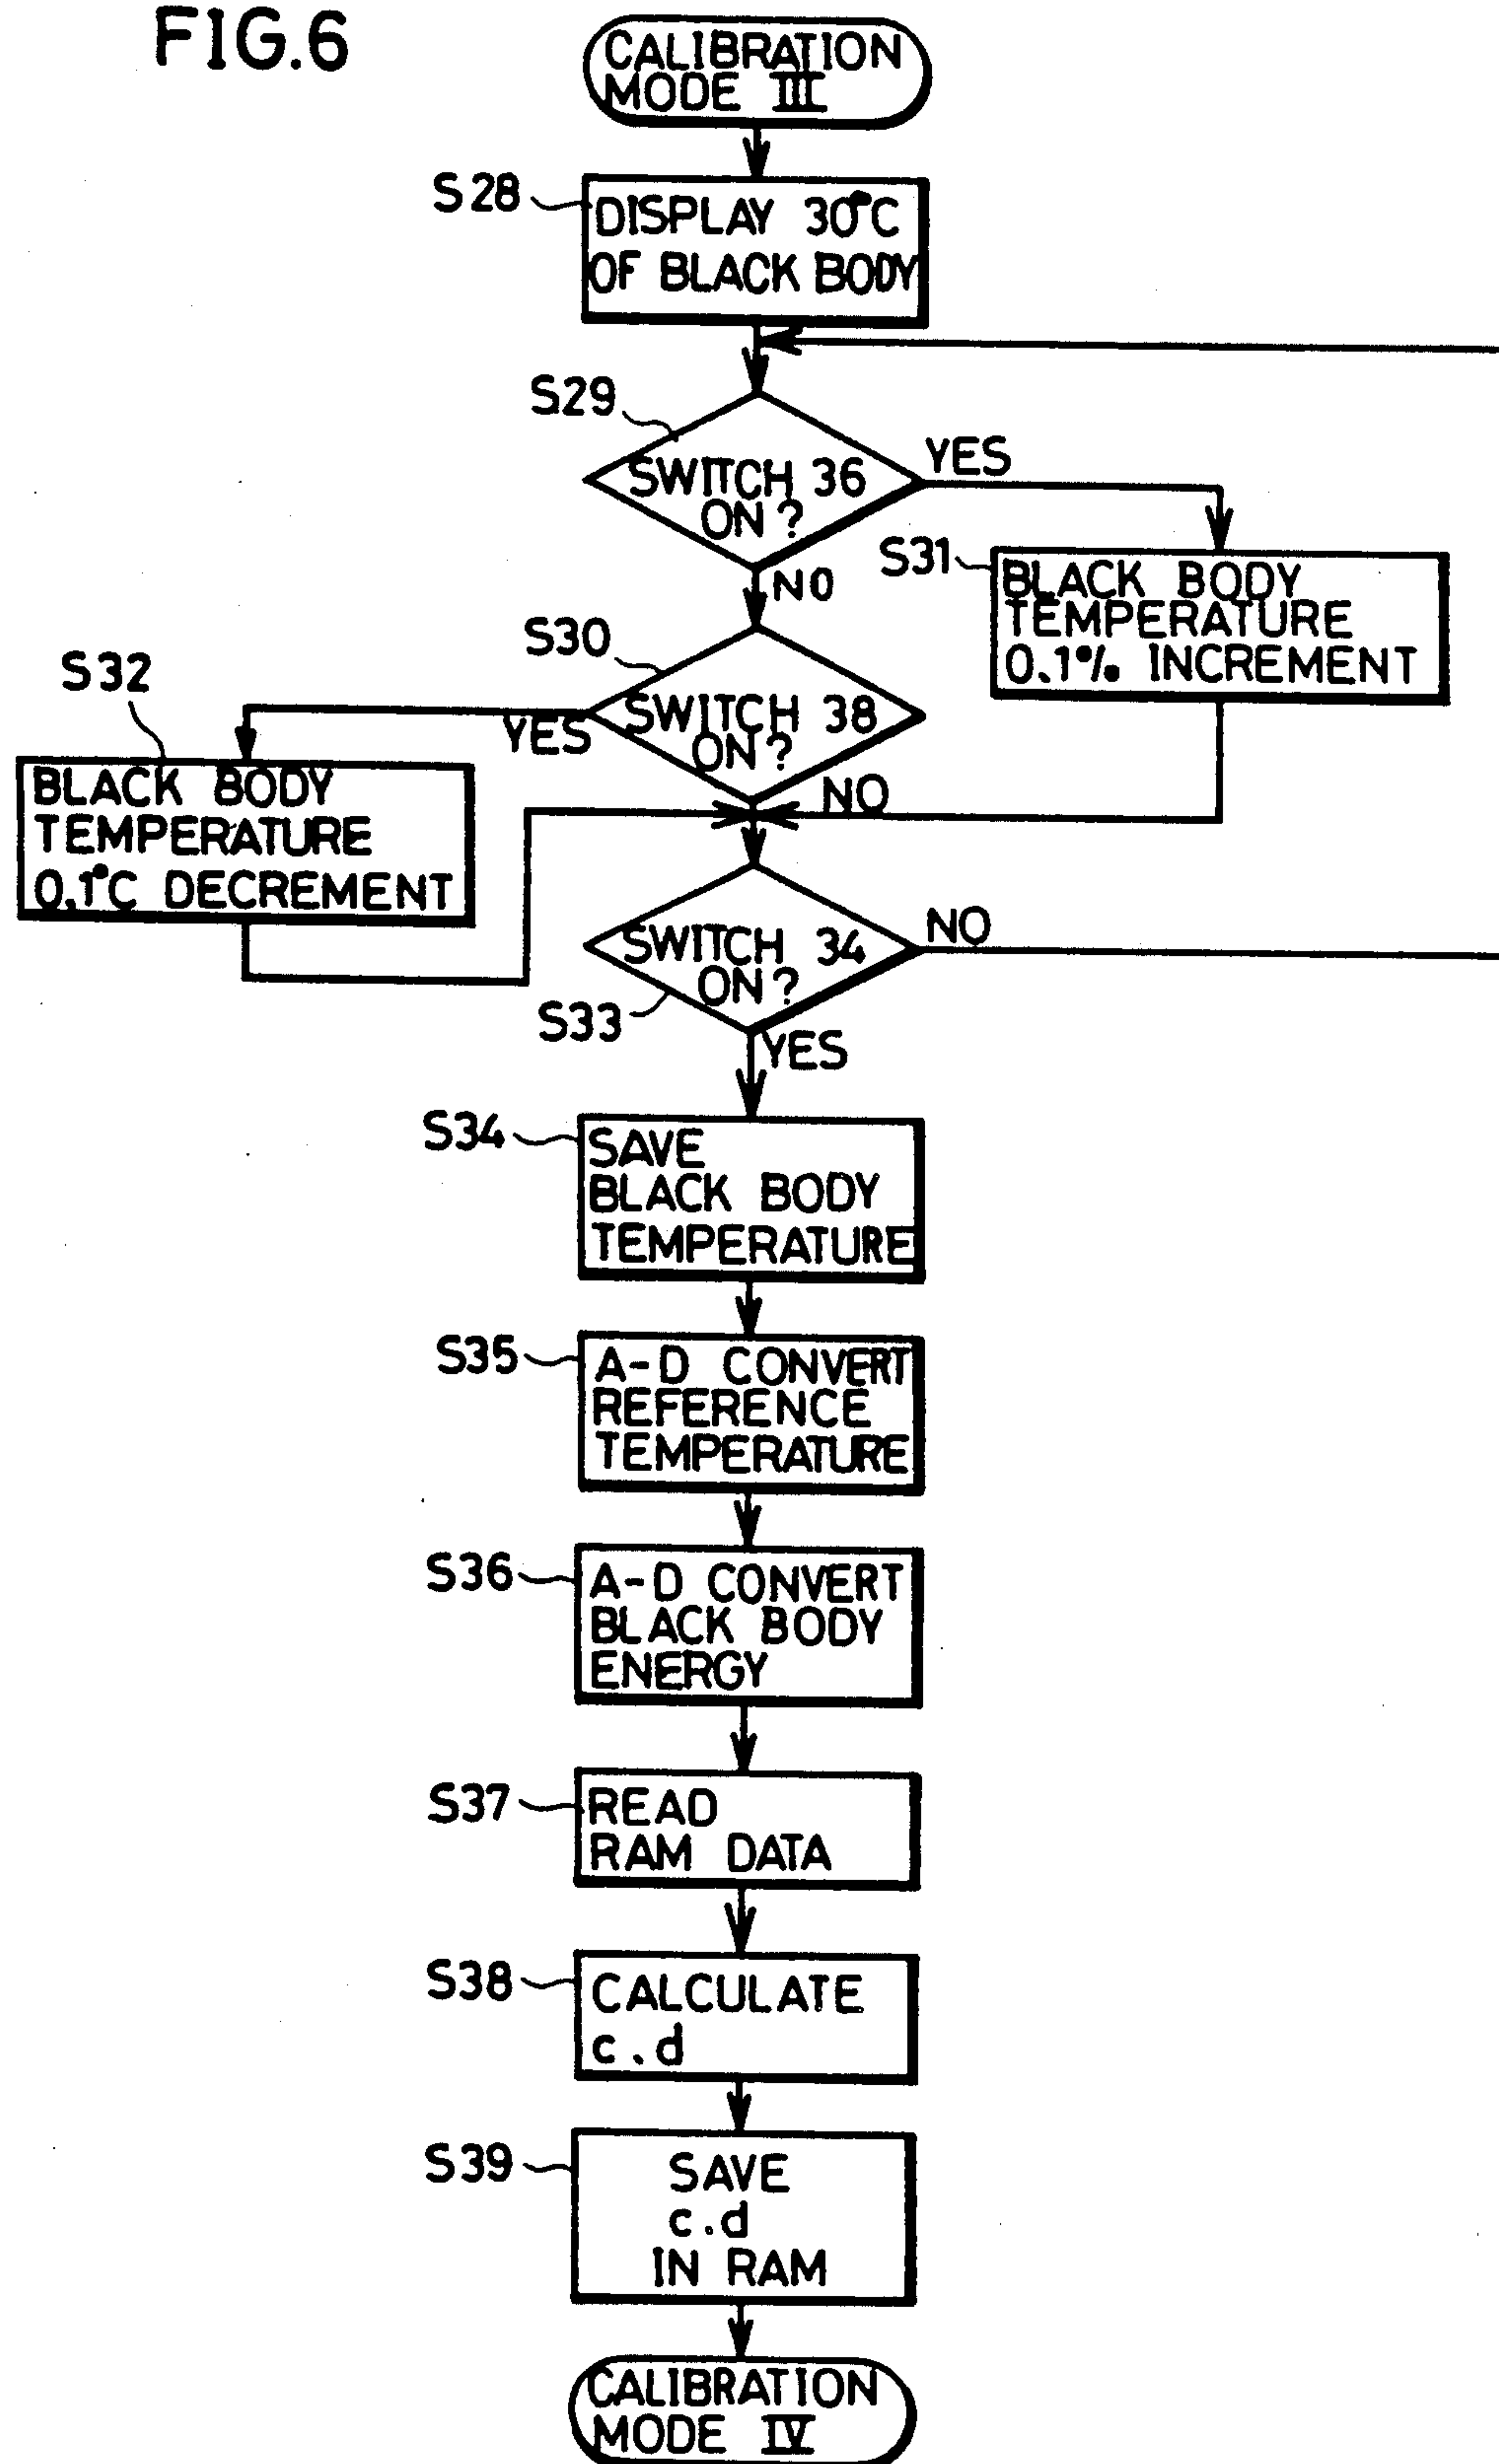 FIG.6
CALIBRATION
MODE III
S28
DISPLAY 30°C
OF BLACK BODY
S29
SWITCH 36
ON?
YES
NO
S31
BLACK BODY
TEMPERATURE
0.1% INCREMENT
S30
SWITCH 38
ON?
YES
NO
S32
BLACK BODY
TEMPERATURE
0.1°C DECREMENT
SWITCH 34
ON?
NO
S33
YES
S34
SAVE
BLACK BODY
TEMPERATURE
S35
A-D CONVERT
REFERENCE
TEMPERATURE
S36
A-D CONVERT
BLACK BODY
ENERGY
S37
READ
RAM DATA
S38
CALCULATE
c.d
S39
SAVE
c.d
IN RAM
CALIBRATION
MODE IV